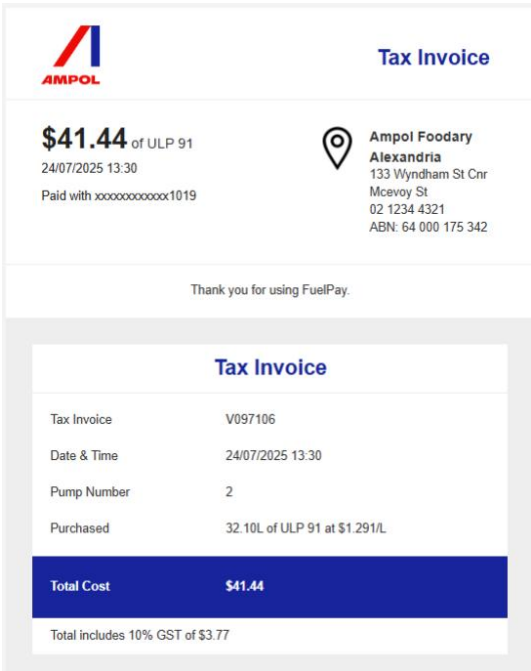 AMPOL
Tax Invoice
$41.44 of ULP 91
24/07/2025 13:30
Paid with xxxxxxxxxxxx1019
Ampol Foodary
Alexandria
133 Wyndham St Cnr
Mcevoy St
02 1234 4321
ABN: 64 000 175 342
Thank you for using FuelPay.
Tax Invoice
Tax Invoice V097106
Date & Time 24/07/2025 13:30
Pump Number 2
Purchased 32.10L of ULP 91 at $1.291/L
Total Cost $41.44
Total includes 10% GST of $3.77